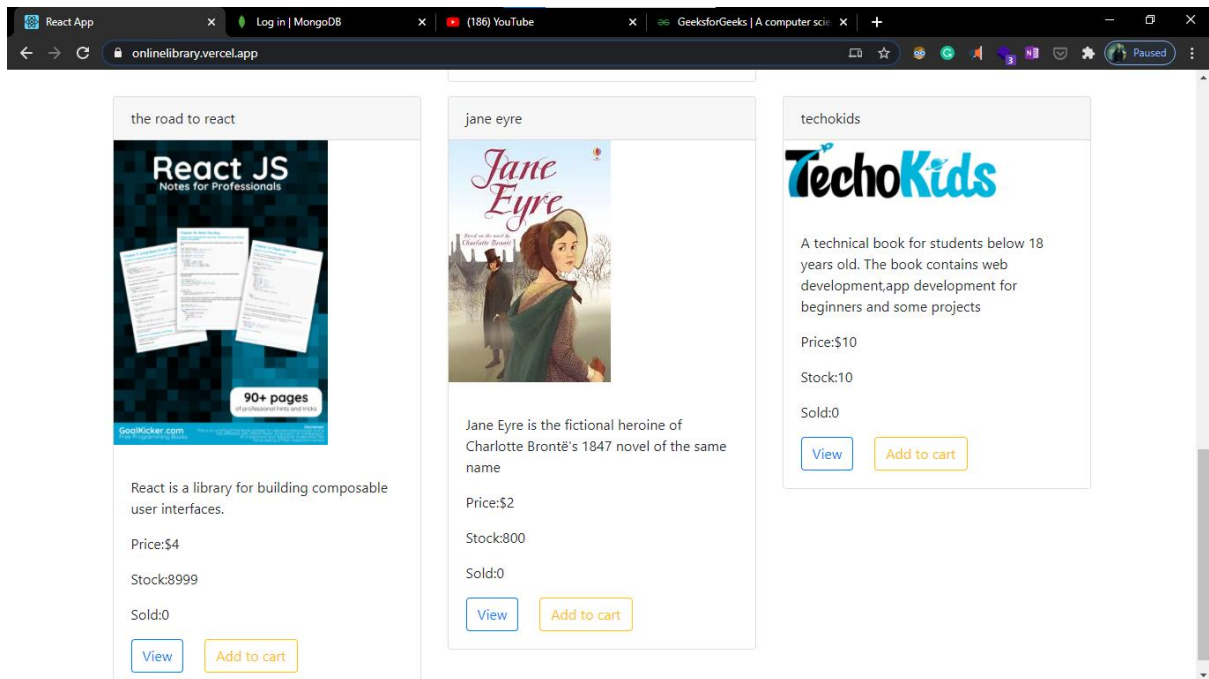 React App
Log in | MongoDB
(186) YouTube
GeeksforGeeks | A computer scie
onlinelibrary.vercel.app
3
Paused
the road to react
React JS
Notes for Professionals
90+ pages
of professional hints and tricks
GoalKicker.com
Free Programming Books
React is a library for building composable
user interfaces.
Price:$4
Stock:8999
Sold:0
View
Add to cart
jane eyre
Jane
Eyre
Based on the novel by
Charlotte Brontë
Jane Eyre is the fictional heroine of
Charlotte Brontë's 1847 novel of the same
name
Price:$2
Stock:800
Sold:0
View
Add to cart
techokids
TechoKids
A technical book for students below 18
years old. The book contains web
development,app development for
beginners and some projects
Price:$10
Stock:10
Sold:0
View
Add to cart